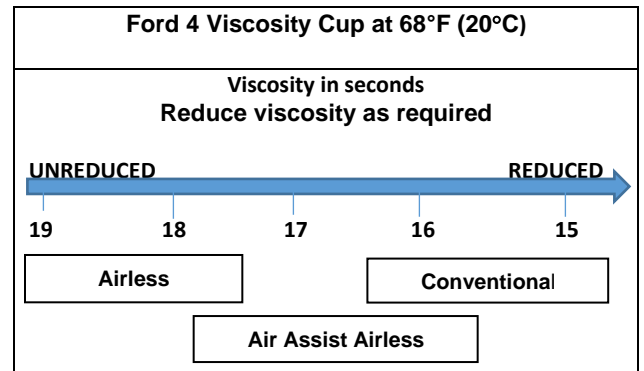 Ford 4 Viscosity Cup at 68°F (20°C)
Viscosity in seconds
Reduce viscosity as required
UNREDUCED REDUCED
19 18 17 16 15
Airless Conventional
Air Assist Airless